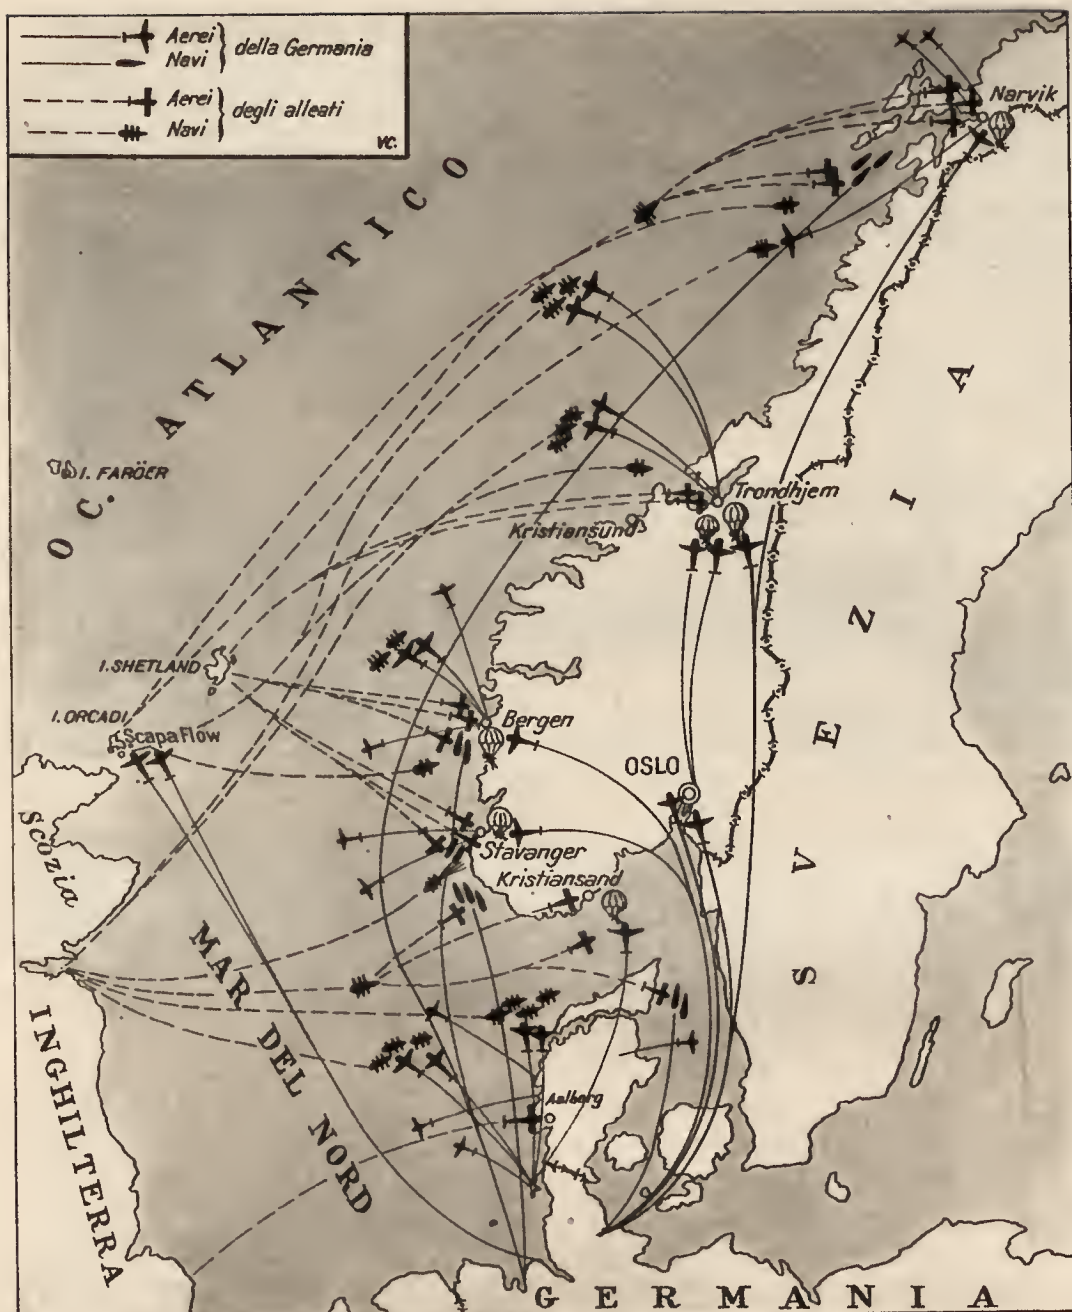 Aerei
Navi
della Germania
Aerei
Navi
degli alleati
VC.
OC. ATLANTICO
Narvik
I. FARÖER
Trondhjem
Kristiansund
I. SHETLAND
I. ORCADI
Scapa Flow
Bergen
OSLO
Stavanger
Kristiansand
Scozia
SVEZIA
MAR DEL NORD
INGHILTERRA
Aalborg
GERMANIA